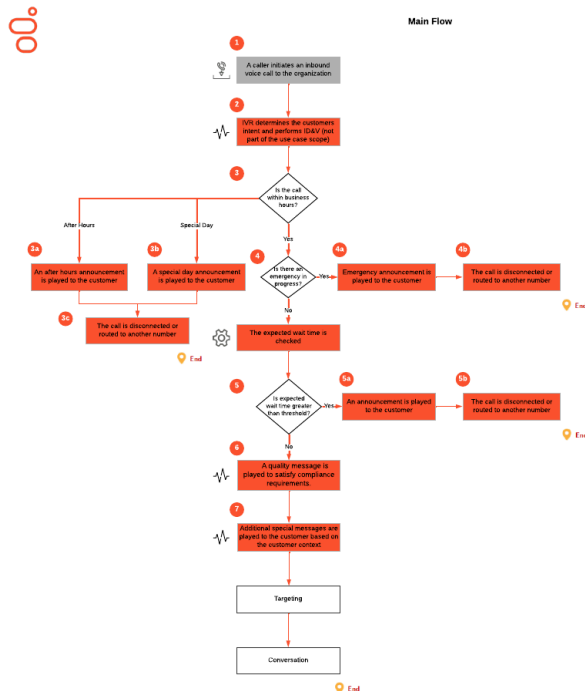 Main Flow
1
A caller initiates an inbound
voice call to the organization
2
IVR determines the customers
intent and performs ID&V (not
part of the use case scope)
3
Is the call
within business
hours?
After Hours
Special Day
Yes
3a
An after hours announcement
is played to the customer
3b
A special day announcement
is played to the customer
4
Is there an
emergency in
progress?
Yes
4a
Emergency announcement is
played to the customer
4b
The call is disconnected or
routed to another number
End
No
3c
The call is disconnected or
routed to another number
End
The expected wait time is
checked
5
Is expected
wait time greater
than threshold?
Yes
5a
An announcement is played
to the customer
5b
The call is disconnected or
routed to another number
End
No
6
A quality message is
played to satisfy compliance
requirements.
7
Additional special messages are
played to the customer based on
the customer context
Targeting
Conversation
End